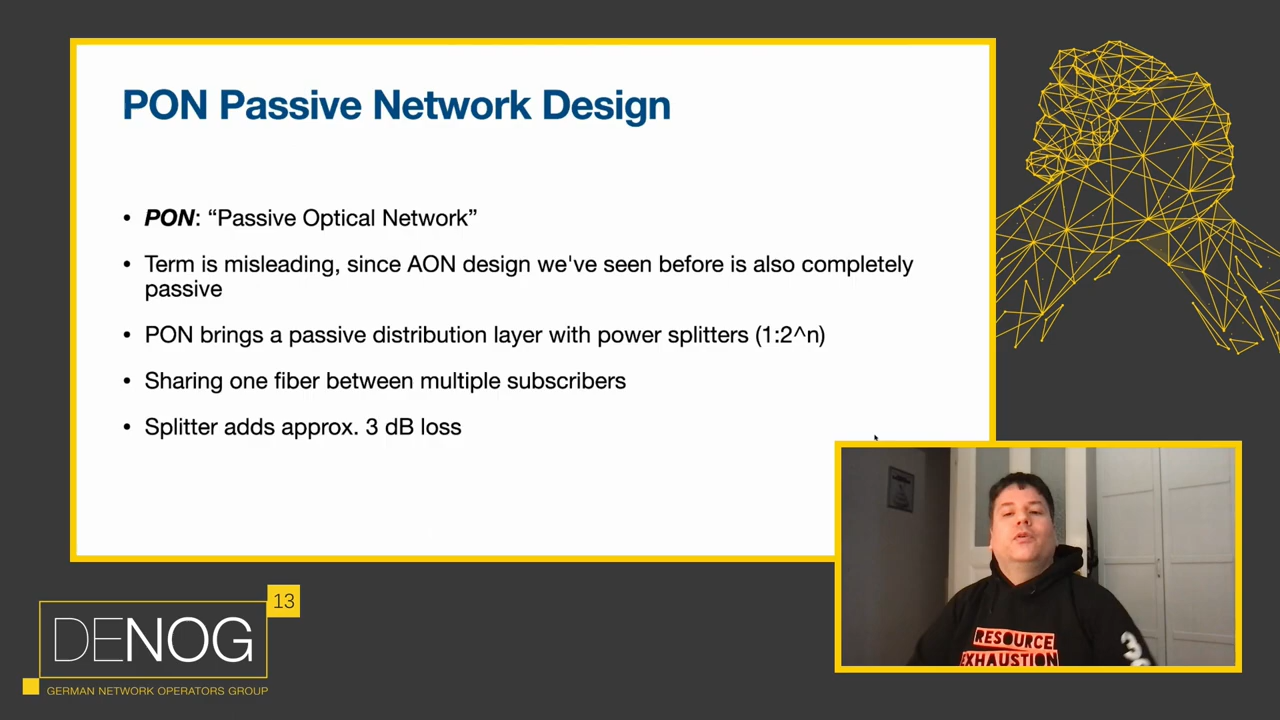 PON Passive Network Design
• PON: “Passive Optical Network”
• Term is misleading, since AON design we've seen before is also completely
passive
• PON brings a passive distribution layer with power splitters (1:2^n)
• Sharing one fiber between multiple subscribers
• Splitter adds approx. 3 dB loss
RESOURCE
EXHAUSTION
13
DENOG
GERMAN NETWORK OPERATORS GROUP